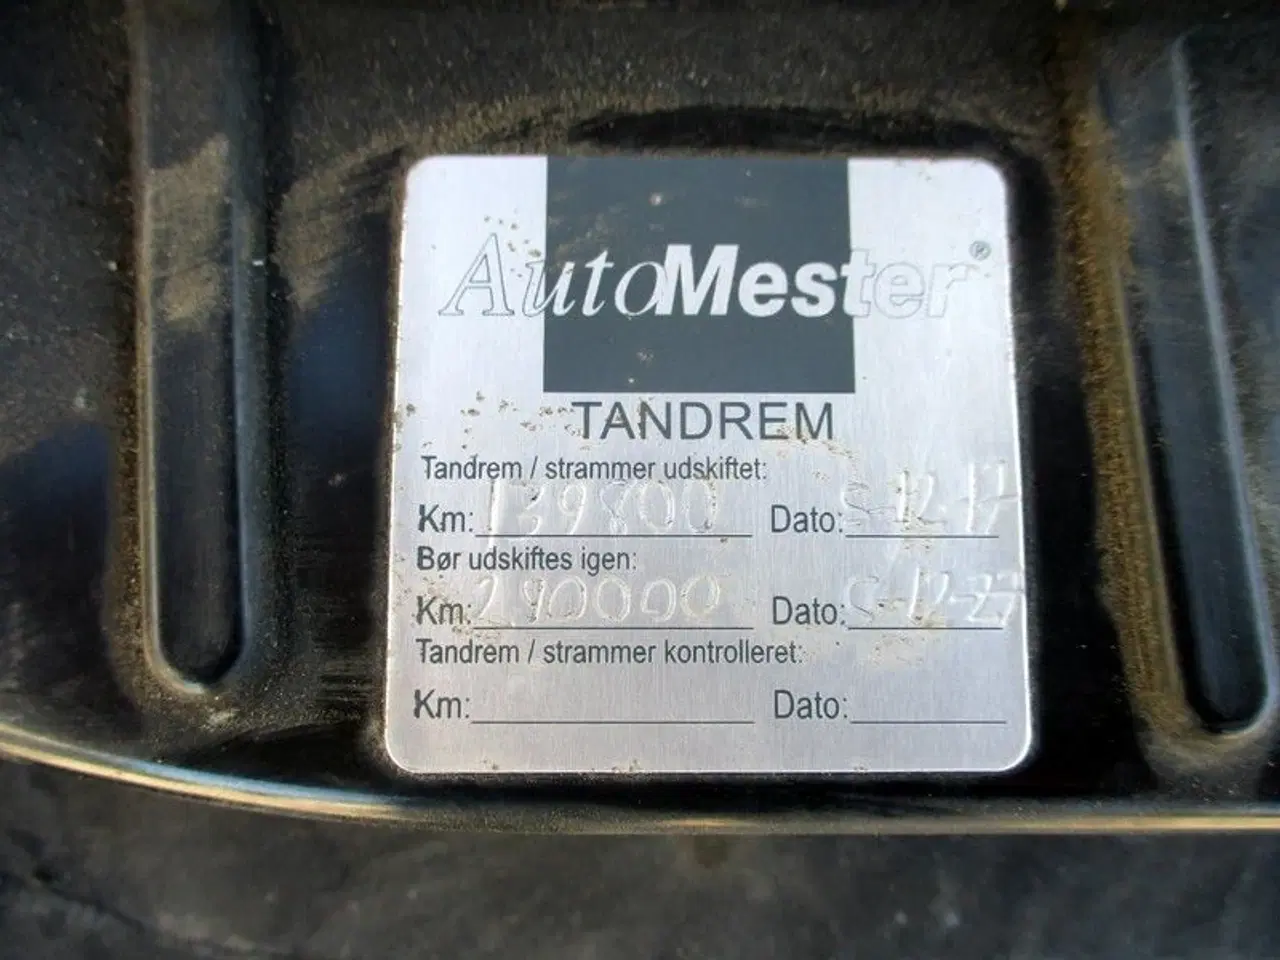 AutoMester®
TANDREM
Tandrem / strammer udskiftet:
Km: 139800 Dato: 5-12-17
Bør udskiftes igen:
Km: Dato: 5-12-27
Tandrem / strammer kontrolleret:
Km: Dato: